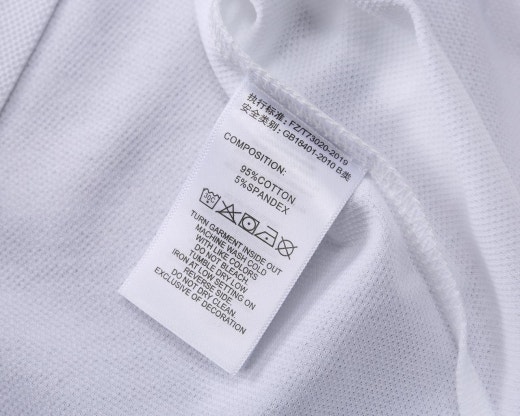 执行标准: FZ/T73020-2019
安全类别: GB18401-2010 B类
COMPOSITION:
95%COTTON
5%SPANDEX
30C
TURN GARMENT INSIDE OUT
MACHINE WASH COLD
WITH LIKE COLORS
DO NOT BLEACH,
TUMBLE DRY LOW
IRON AT LOW SETTING ON
REVERSE SIDE
DO NOT DRY CLEAN.
EXCLUSIVE OF DECORATION